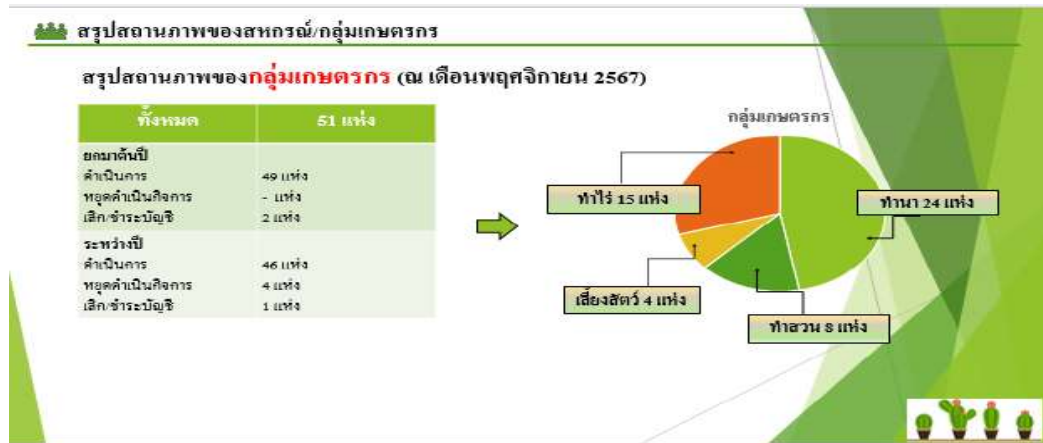 สรุปสถานภาพของสหกรณ์/กลุ่มเกษตรกร
สรุปสถานภาพของกลุ่มเกษตรกร (ณ เดือนพฤศจิกายน 2567)
ทั้งหมด 51 แห่ง
ยกมาต้นปี
ดำเนินการ 49 แห่ง
หยุดดำเนินกิจการ - แห่ง
เลิก/ชำระบัญชี 2 แห่ง
ระหว่างปี
ดำเนินการ 46 แห่ง
หยุดดำเนินกิจการ 4 แห่ง
เลิก/ชำระบัญชี 1 แห่ง
กลุ่มเกษตรกร
ทำไร่ 15 แห่ง
ทำนา 24 แห่ง
เลี้ยงสัตว์ 4 แห่ง
ทำสวน 8 แห่ง